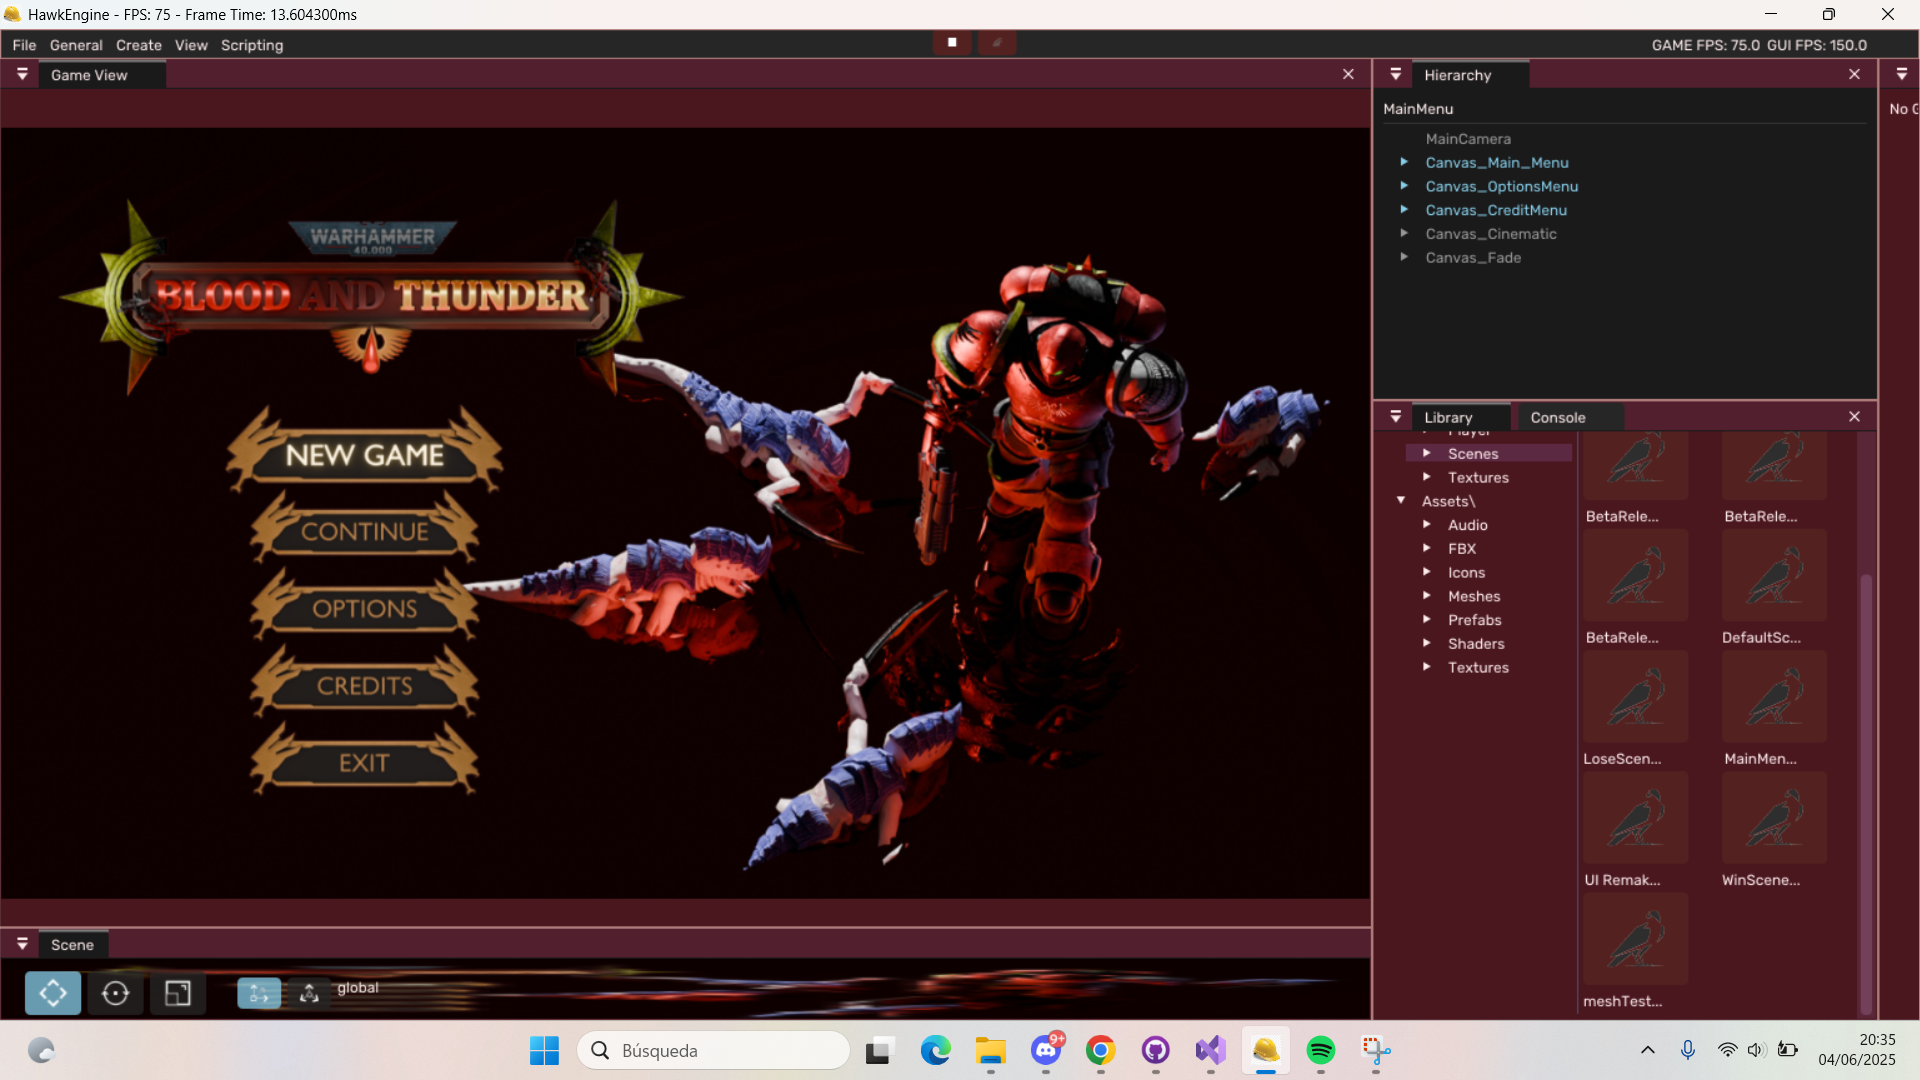 HawkEngine - FPS: 75 - Frame Time: 13.604300ms
File General Create View Scripting
GAME FPS: 75.0 GUI FPS: 150.0
Game View
WARHAMMER
40,000
BLOOD AND THUNDER
NEW GAME
CONTINUE
OPTIONS
CREDITS
EXIT
Scene
global
Hierarchy
MainMenu
MainCamera
Canvas_Main_Menu
Canvas_OptionsMenu
Canvas_CreditMenu
Canvas_Cinematic
Canvas_Fade
No
Library Console
Player
Scenes
Textures
Assets\
Audio
FBX
Icons
Meshes
Prefabs
Shaders
Textures
BetaRele... BetaRele...
BetaRele... DefaultSc...
LoseScen... MainMen...
UI Remak... WinScene...
meshTest...
Búsqueda
9+
20:35
04/06/2025